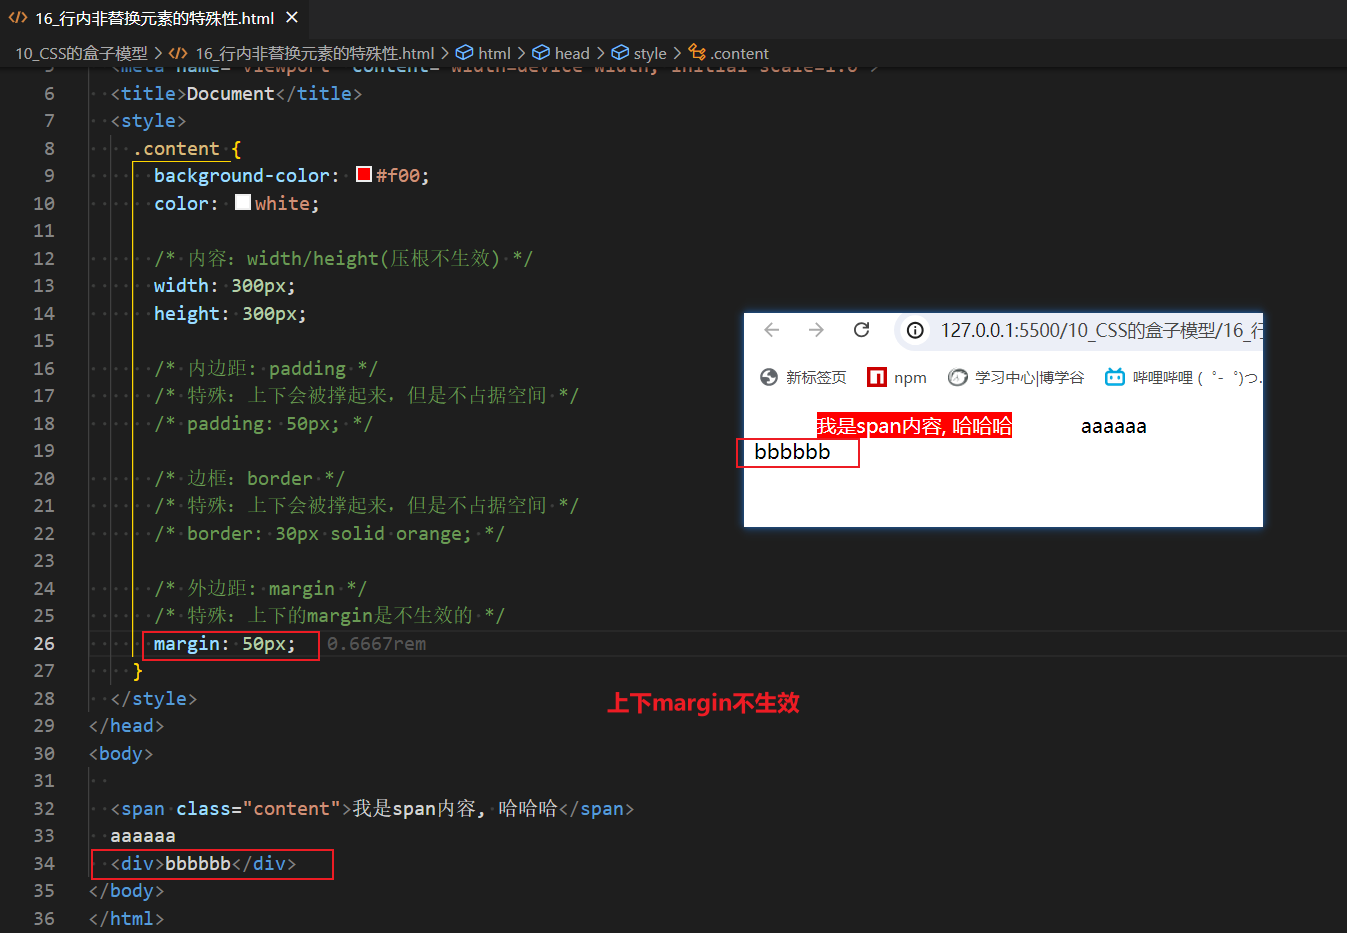 16_行内非替换元素的特殊性.html
10_CSS的盒子模型 > 16_行内非替换元素的特殊性.html > html > head > style > .content
5 <meta name="viewport" content="width=device-width, initial-scale=1.0">
6 <title>Document</title>
7 <style>
8 .content {
9 background-color: #f00;
10 color: white;
11
12 /* 内容: width/height(压根不生效) */
13 width: 300px;
14 height: 300px;
15
16 /* 内边距: padding */
17 /* 特殊: 上下会被撑起来, 但是不占据空间 */
18 /* padding: 50px; */
19
20 /* 边框: border */
21 /* 特殊: 上下会被撑起来, 但是不占据空间 */
22 /* border: 30px solid orange; */
23
24 /* 外边距: margin */
25 /* 特殊: 上下的margin是不生效的 */
26 margin: 50px; 0.6667rem
27 }
28 </style>
29 </head>
30 <body>
31
32 <span class="content">我是span内容, 哈哈哈</span>
33 aaaaaa
34 <div>bbbbbb</div>
35 </body>
36 </html>
127.0.0.1:5500/10_CSS的盒子模型/16_行
新标签页 npm 学习中心|博学谷 哔哩哔哩 (゜-゜)つ.
我是span内容, 哈哈哈 aaaaaa
bbbbbb
上下margin不生效